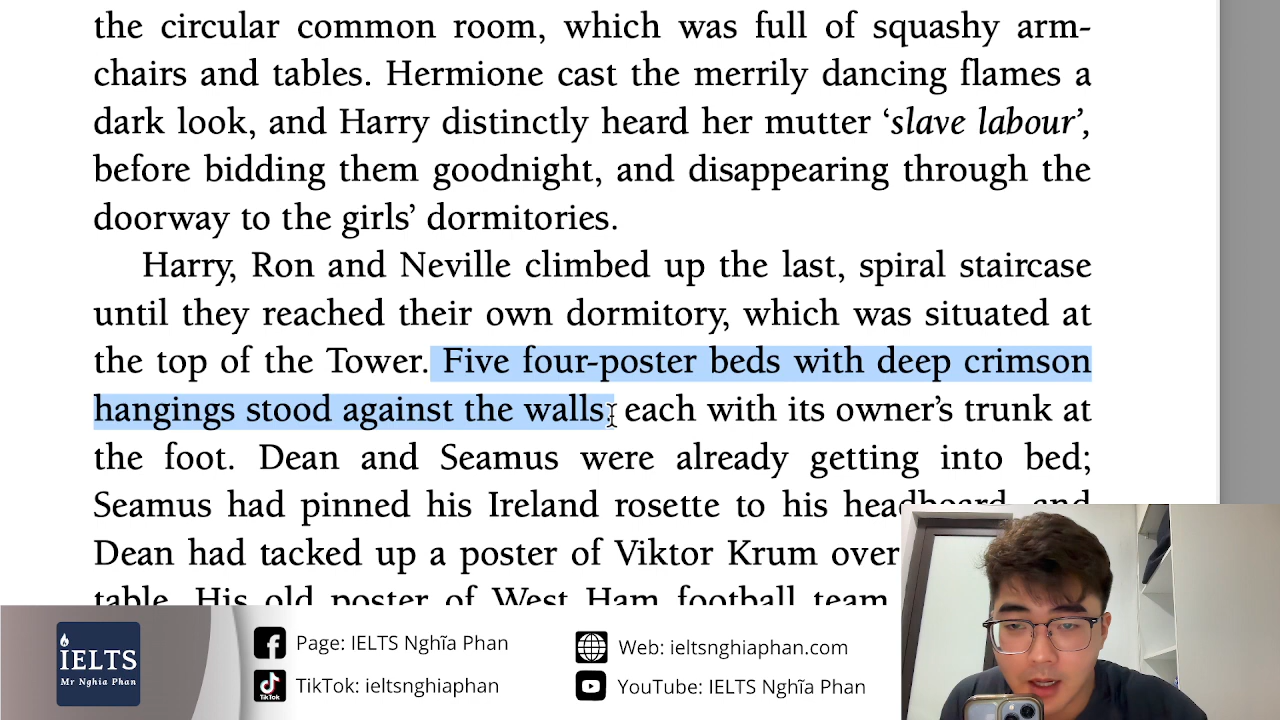 the circular common room, which was full of squashy arm-
chairs and tables. Hermione cast the merrily dancing flames a
dark look, and Harry distinctly heard her mutter ‘slave labour’,
before bidding them goodnight, and disappearing through the
doorway to the girls’ dormitories.
Harry, Ron and Neville climbed up the last, spiral staircase
until they reached their own dormitory, which was situated at
the top of the Tower. Five four-poster beds with deep crimson
hangings stood against the walls, each with its owner’s trunk at
the foot. Dean and Seamus were already getting into bed;
Seamus had pinned his Ireland rosette to his headboard, and
Dean had tacked up a poster of Viktor Krum over
table. His old poster of West Ham football team
IELTS
Mr Nghia Phan
Page: IELTS Nghĩa Phan
TikTok
TikTok: ieltsnghiaphan
Web: ieltsnghiaphan.com
YouTube: IELTS Nghĩa Phan